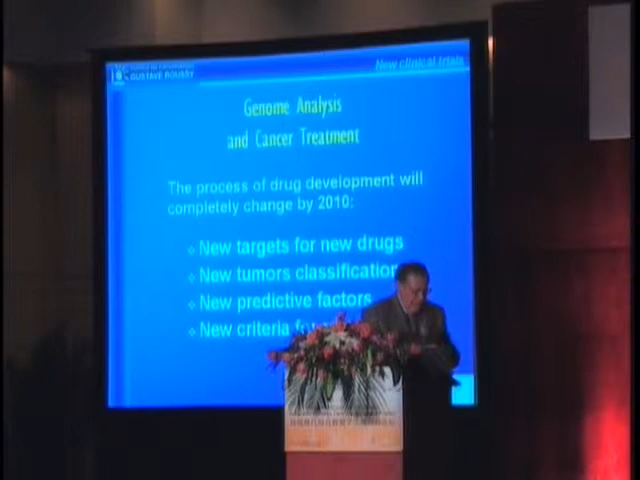 GUSTAVE ROUSSY
New clinical trials
Genome Analysis
and Cancer Treatment
The process of drug development will
completely change by 2010:
New targets for new drugs
New tumors classification
New predictive factors
New criteria